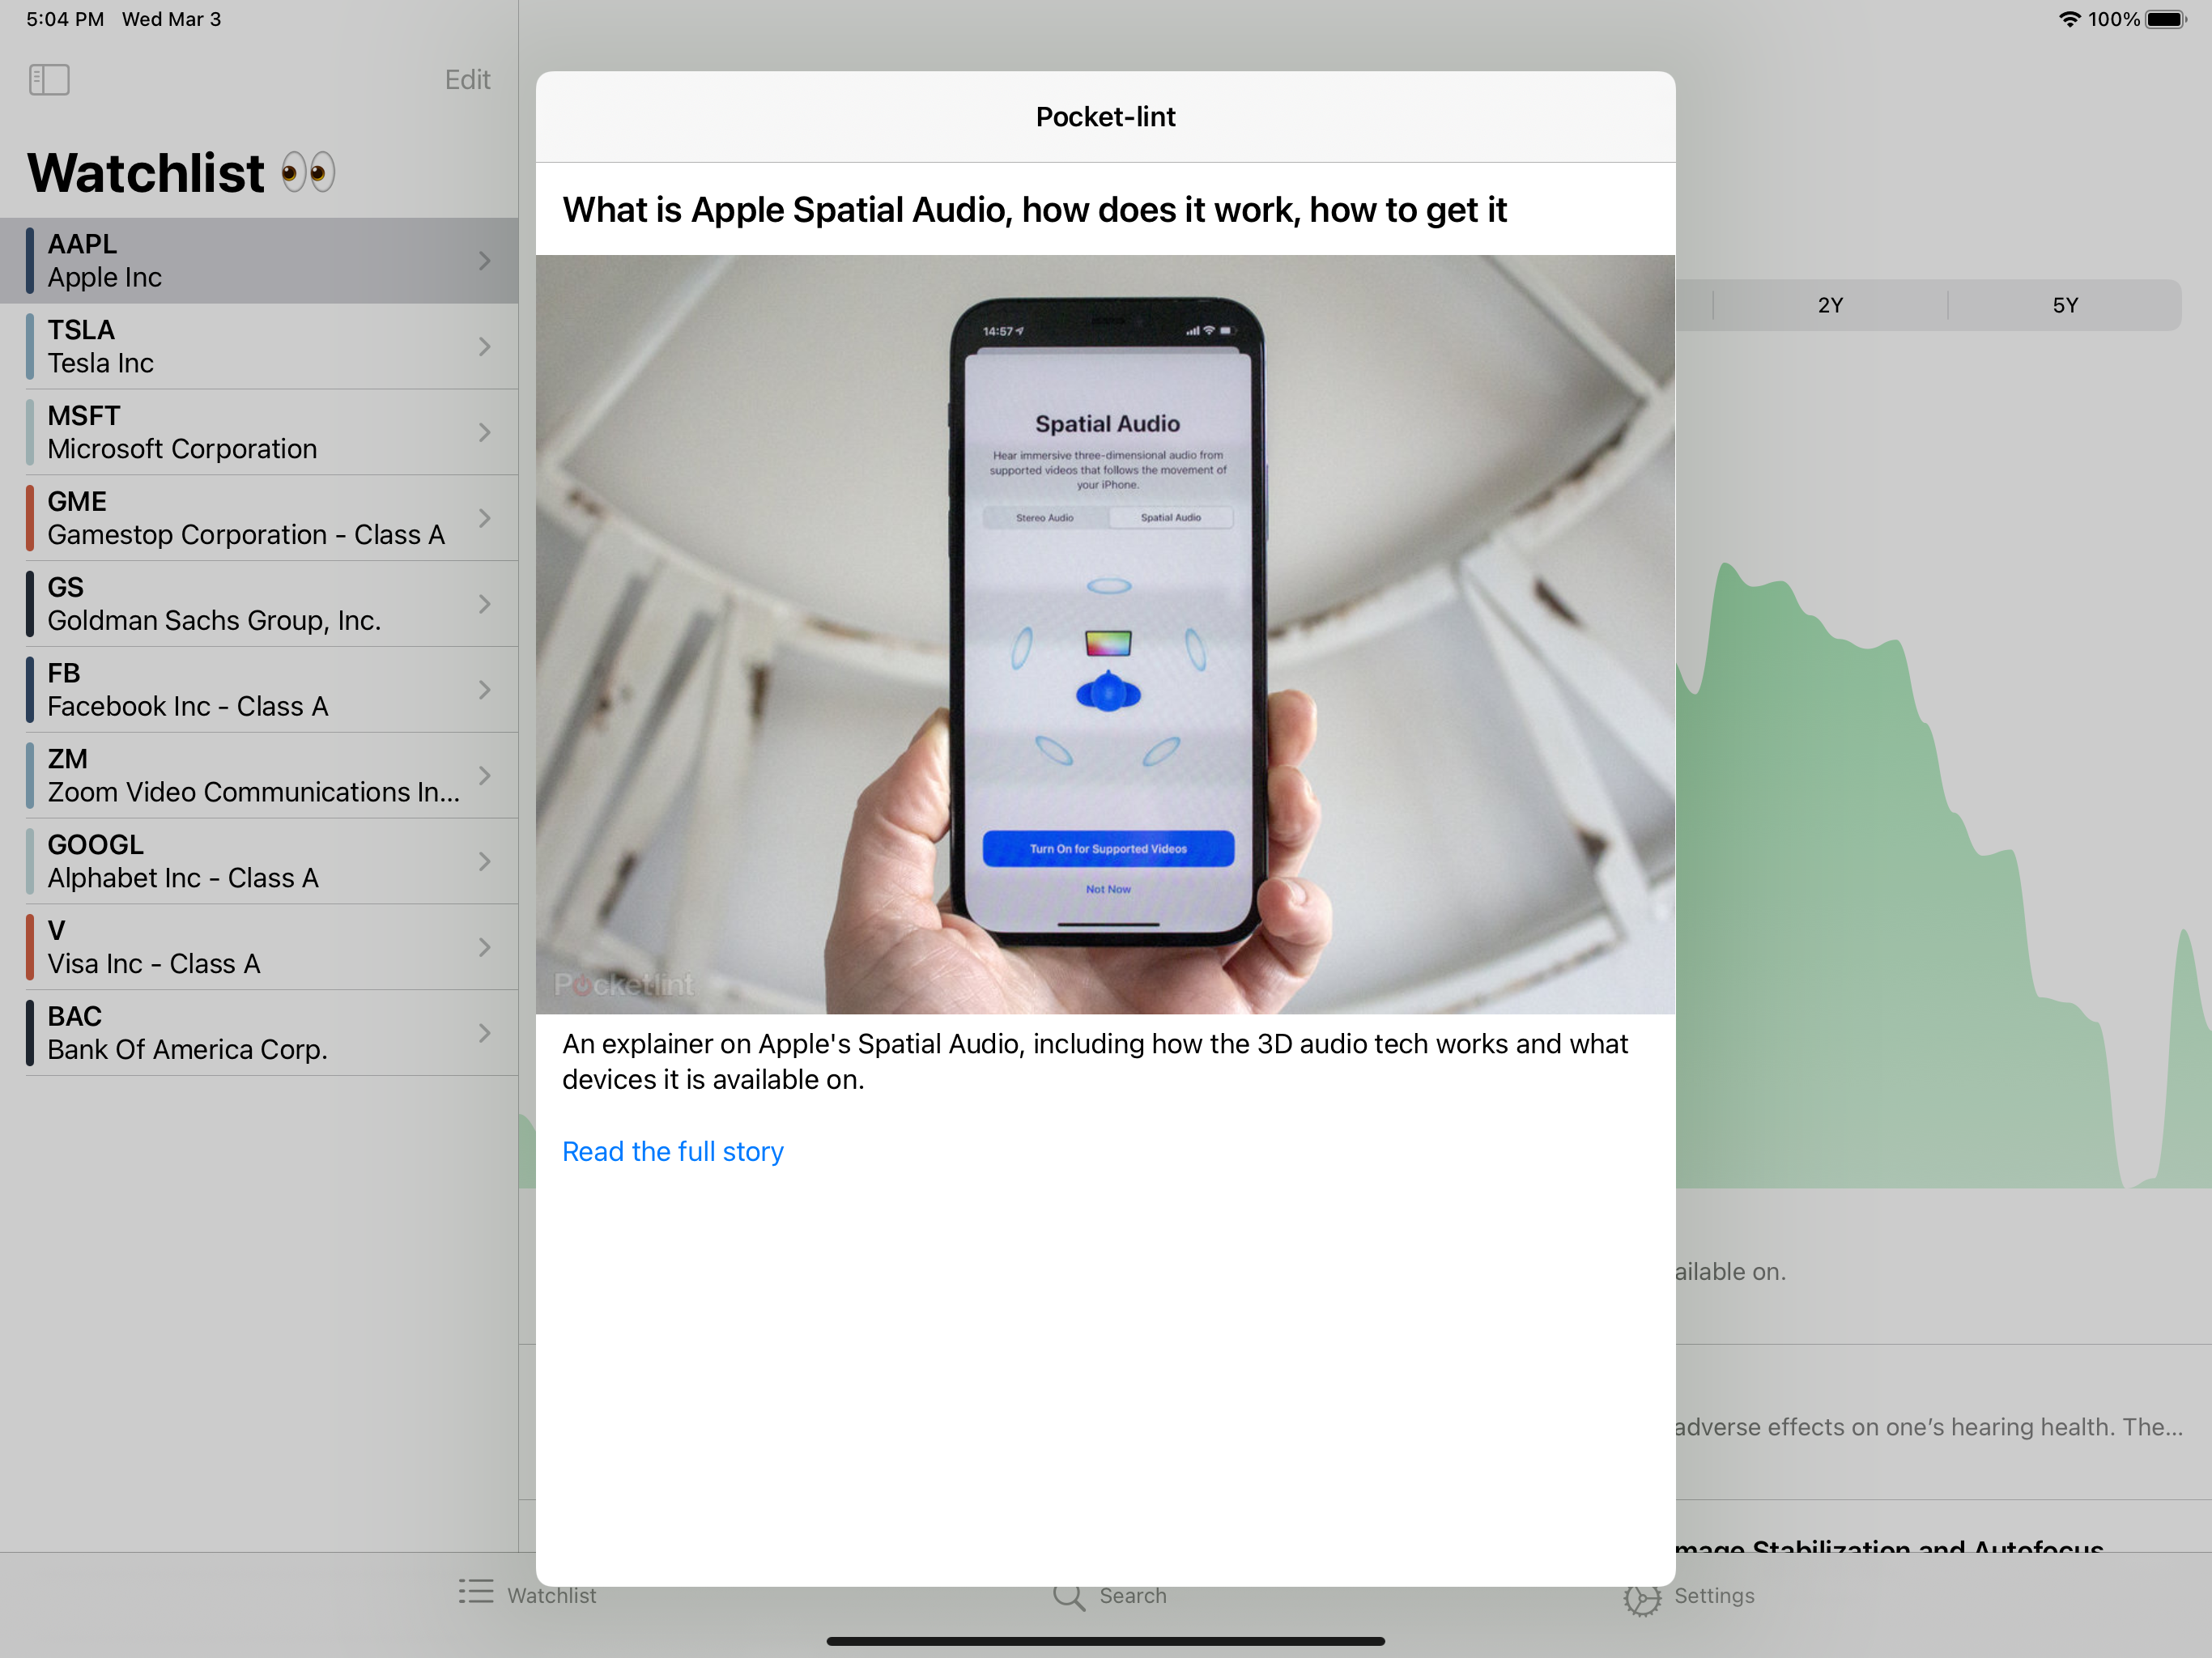 5:04 PM Wed Mar 3
100%
Edit
Watchlist 👀
AAPL
Apple Inc
TSLA
Tesla Inc
MSFT
Microsoft Corporation
GME
Gamestop Corporation - Class A
GS
Goldman Sachs Group, Inc.
FB
Facebook Inc - Class A
ZM
Zoom Video Communications In...
GOOGL
Alphabet Inc - Class A
V
Visa Inc - Class A
BAC
Bank Of America Corp.
Pocket-lint
What is Apple Spatial Audio, how does it work, how to get it
14:57
Spatial Audio
Hear immersive three-dimensional audio from
supported videos that follows the movement of
your iPhone.
Stereo Audio Spatial Audio
Turn On for Supported Videos
Not Now
Pocketlint
An explainer on Apple's Spatial Audio, including how the 3D audio tech works and what
devices it is available on.
Read the full story
2Y 5Y
ailable on.
adverse effects on one’s hearing health. The...
mage Stabilization and Autofocus
Watchlist Search Settings